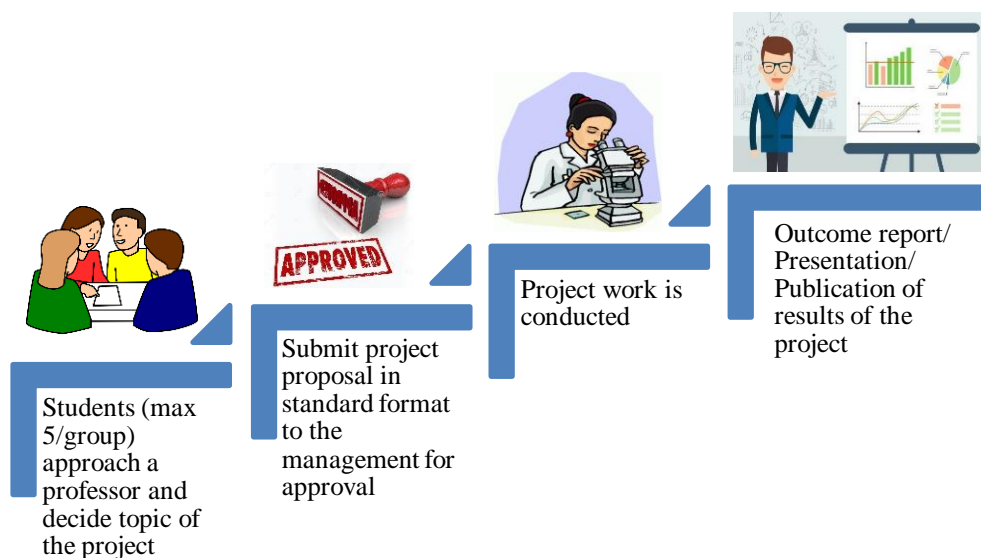 Students (max
5/group)
approach a
professor and
decide topic of
the project
APPROVED
Submit project
proposal in
standard format
to the
management for
approval
Project work is
conducted
Outcome report/
Presentation/
Publication of
results of the
project